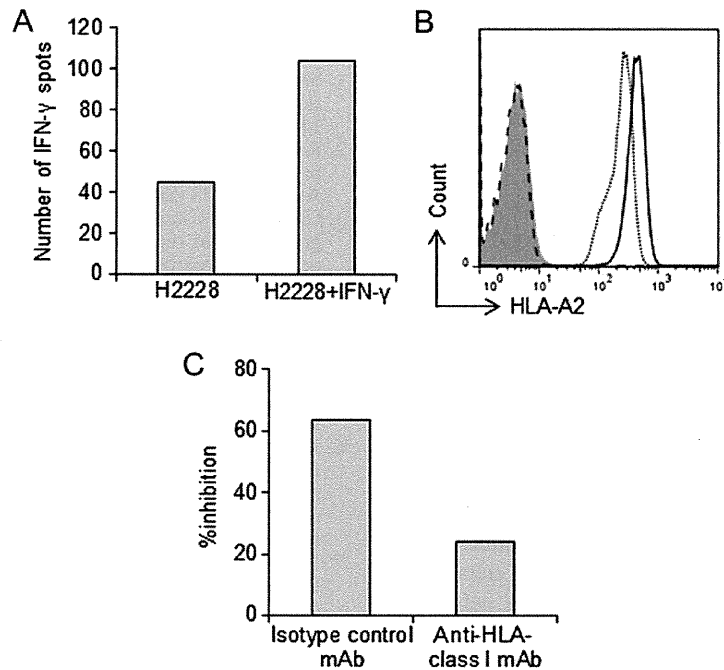 A
Number of IFN-γ spots
120
100
80
60
40
20
0
H2228
H2228+IFN-γ
B
Count
0
10⁰
10¹
10²
10³
10
HLA-A2
C
%inhibition
80
60
40
20
0
Isotype control
mAb
Anti-HLA-
class I mAb